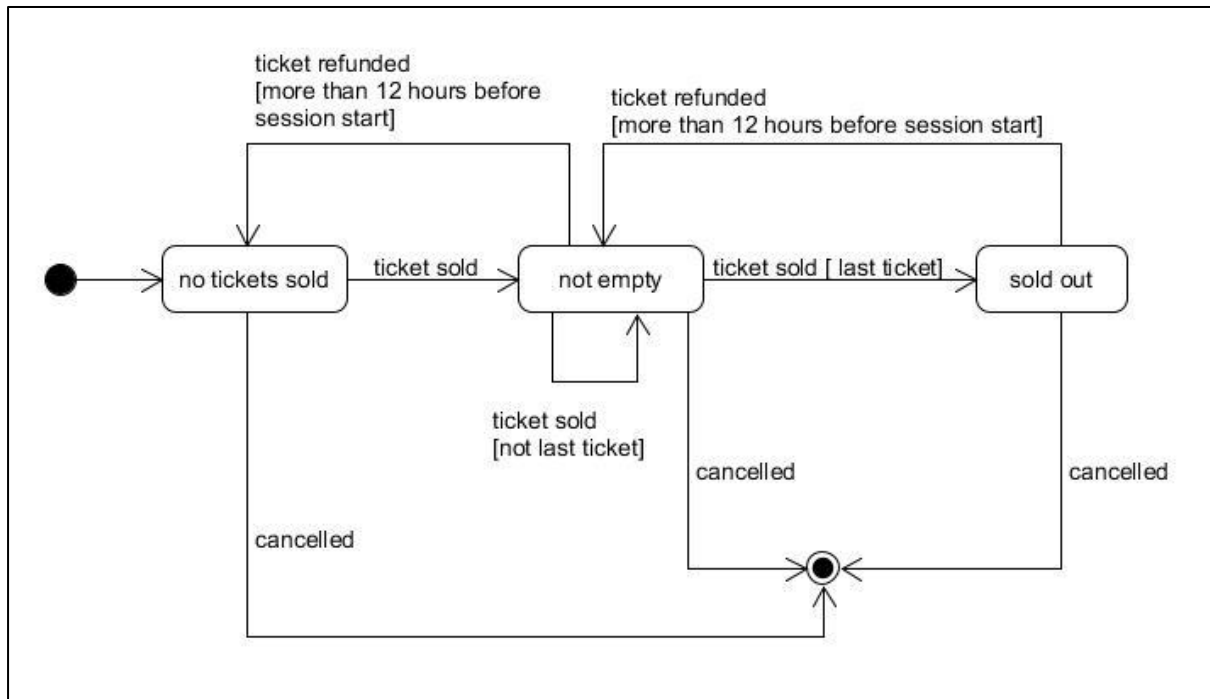 ticket refunded
[more than 12 hours before
session start]
ticket refunded
[more than 12 hours before session start]
no tickets sold
ticket sold
not empty
ticket sold [ last ticket]
sold out
ticket sold
[not last ticket]
cancelled
cancelled
cancelled